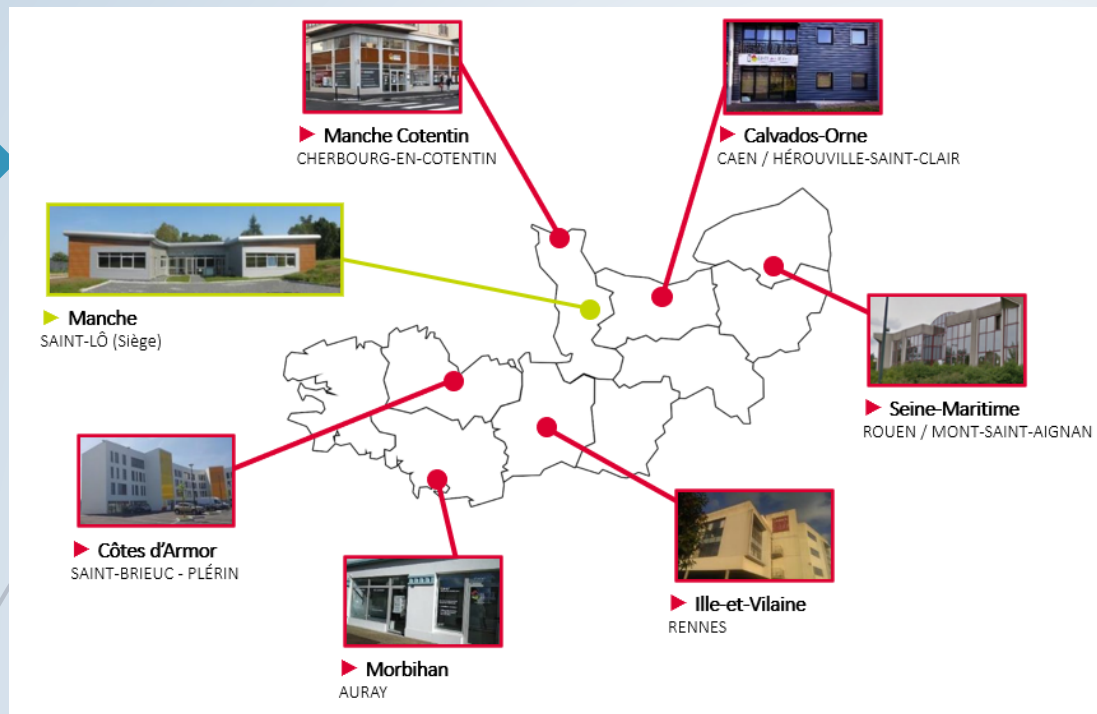 Manche Cotentin
CHERBOURG-EN-COTENTIN
Calvados-Orne
CAEN / HÉROUVILLE-SAINT-CLAIR
Manche
SAINT-LÔ (Siège)
Seine-Maritime
ROUEN / MONT-SAINT-AIGNAN
Côtes d'Armor
SAINT-BRIEUC - PLÉRIN
Ille-et-Vilaine
RENNES
Morbihan
AURAY